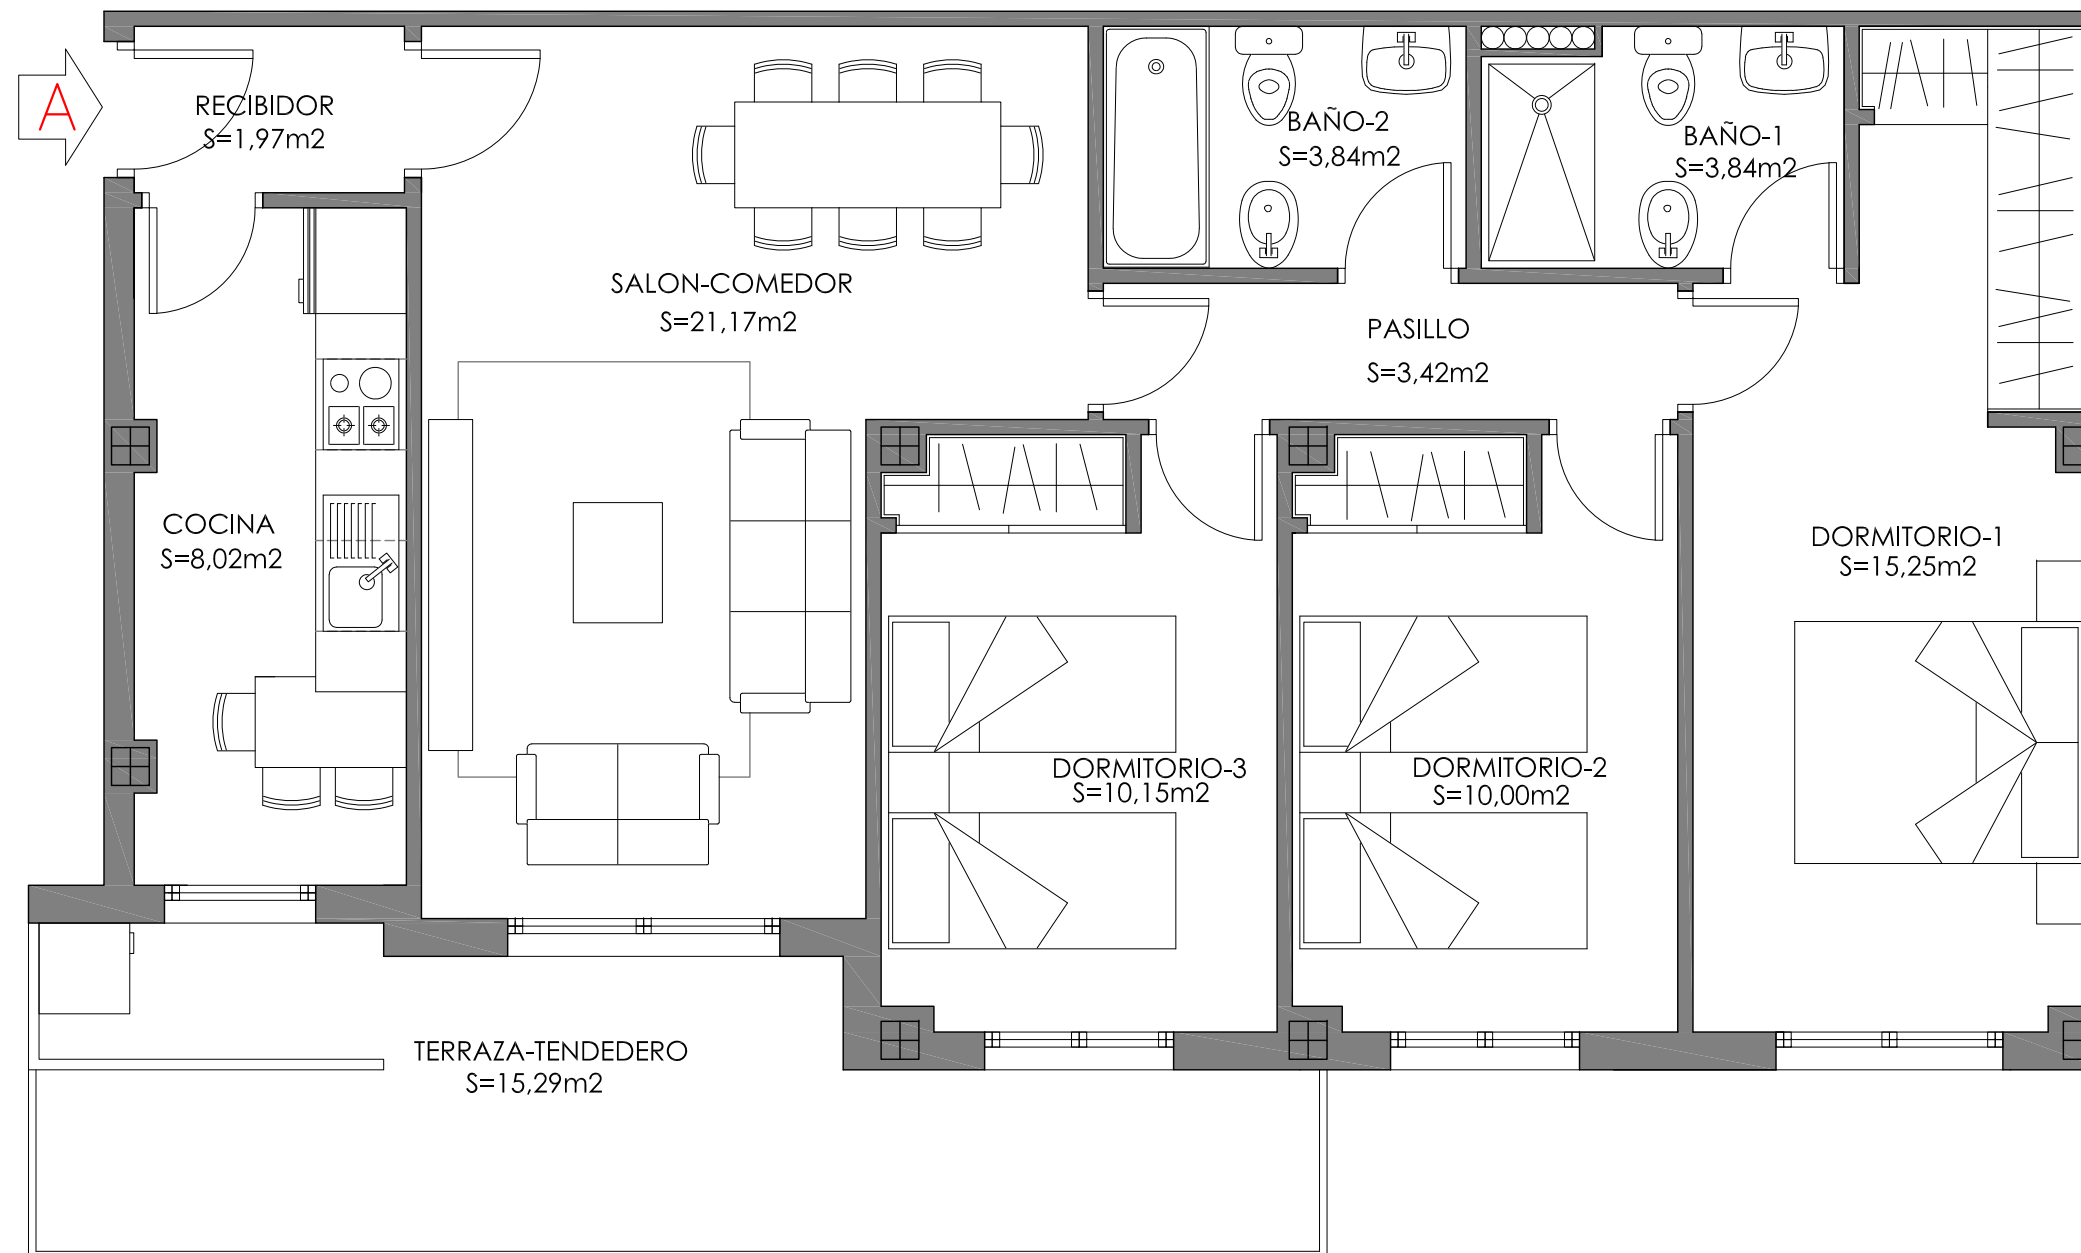 A
RECIBIDOR
S=1,97m2
BAÑO-2
S=3,84m2
BAÑO-1
S=3,84m2
SALON-COMEDOR
S=21,17m2
PASILLO
S=3,42m2
COCINA
S=8,02m2
DORMITORIO-1
S=15,25m2
DORMITORIO-3
S=10,15m2
DORMITORIO-2
S=10,00m2
TERRAZA-TENDEDERO
S=15,29m2